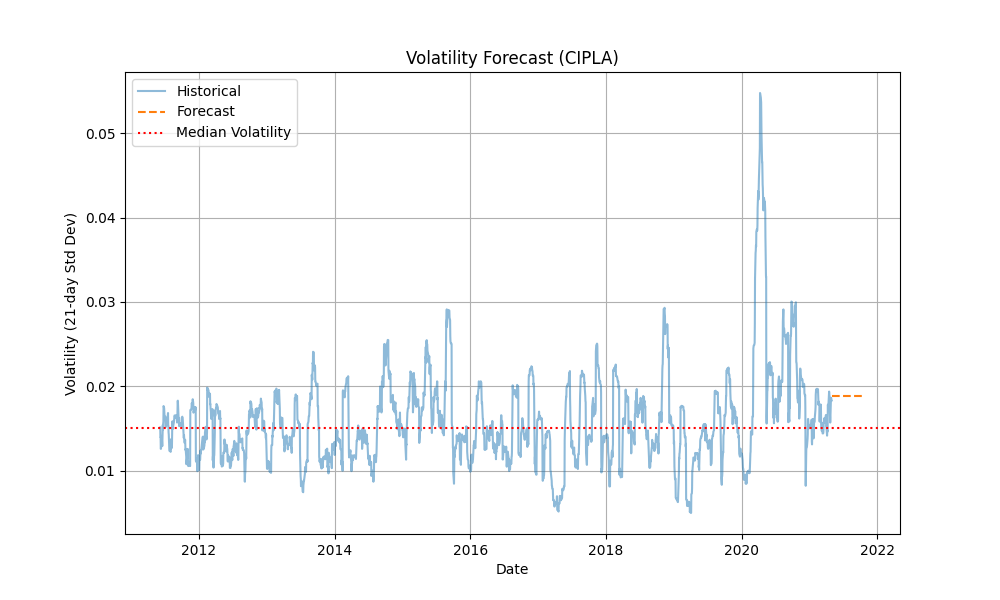 Volatility Forecast (CIPLA)
Historical
Forecast
Median Volatility
Volatility (21-day Std Dev)
0.05
0.04
0.03
0.02
0.01
2012 2014 2016 2018 2020 2022
Date